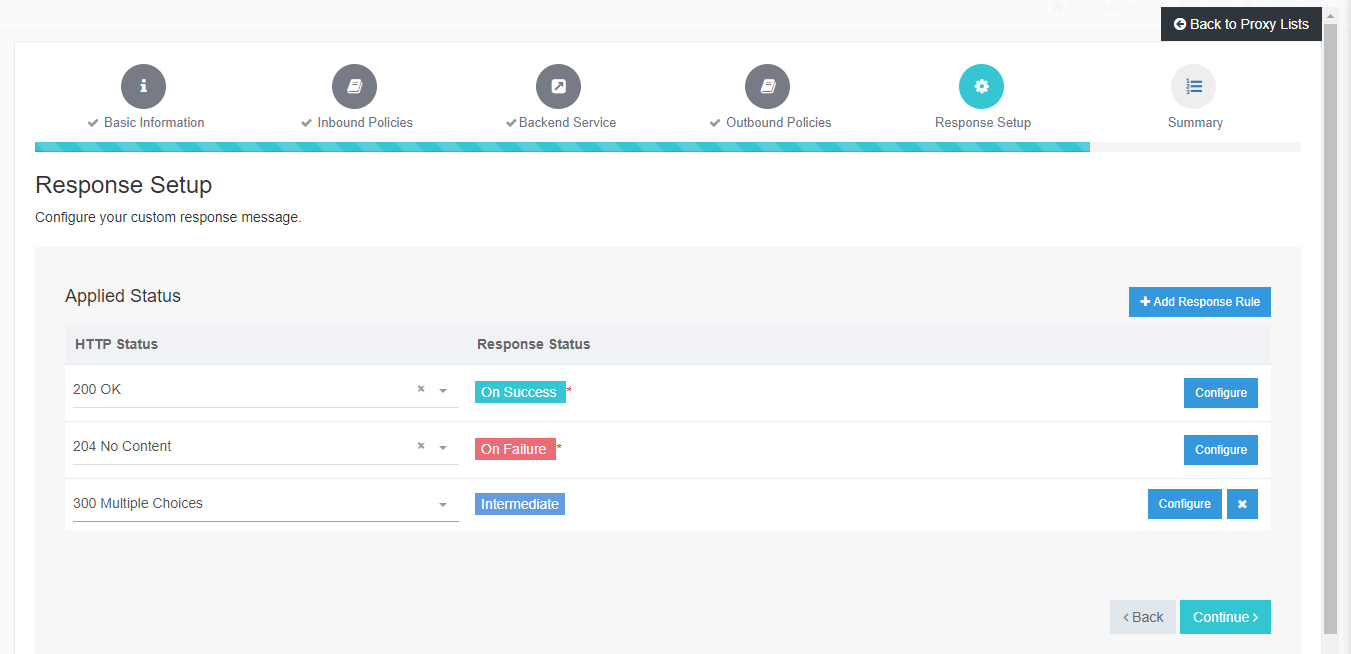 Back to Proxy Lists
Basic Information
Inbound Policies
Backend Service
Outbound Policies
Response Setup
Summary
Response Setup
Configure your custom response message.
Applied Status
Add Response Rule
HTTP Status Response Status
200 OK × On Success * Configure
204 No Content × On Failure * Configure
300 Multiple Choices Intermediate Configure ×
‹ Back Continue ›